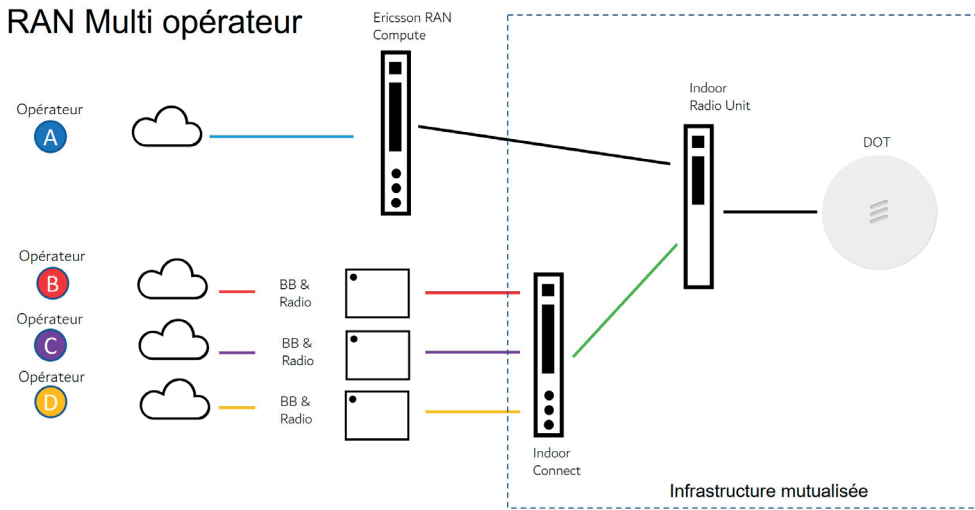 RAN Multi opérateur
Ericsson RAN
Compute
Opérateur
A
Indoor
Radio Unit
DOT
Opérateur
B
BB &
Radio
Opérateur
C
BB &
Radio
Opérateur
D
BB &
Radio
Indoor
Connect
Infrastructure mutualisée